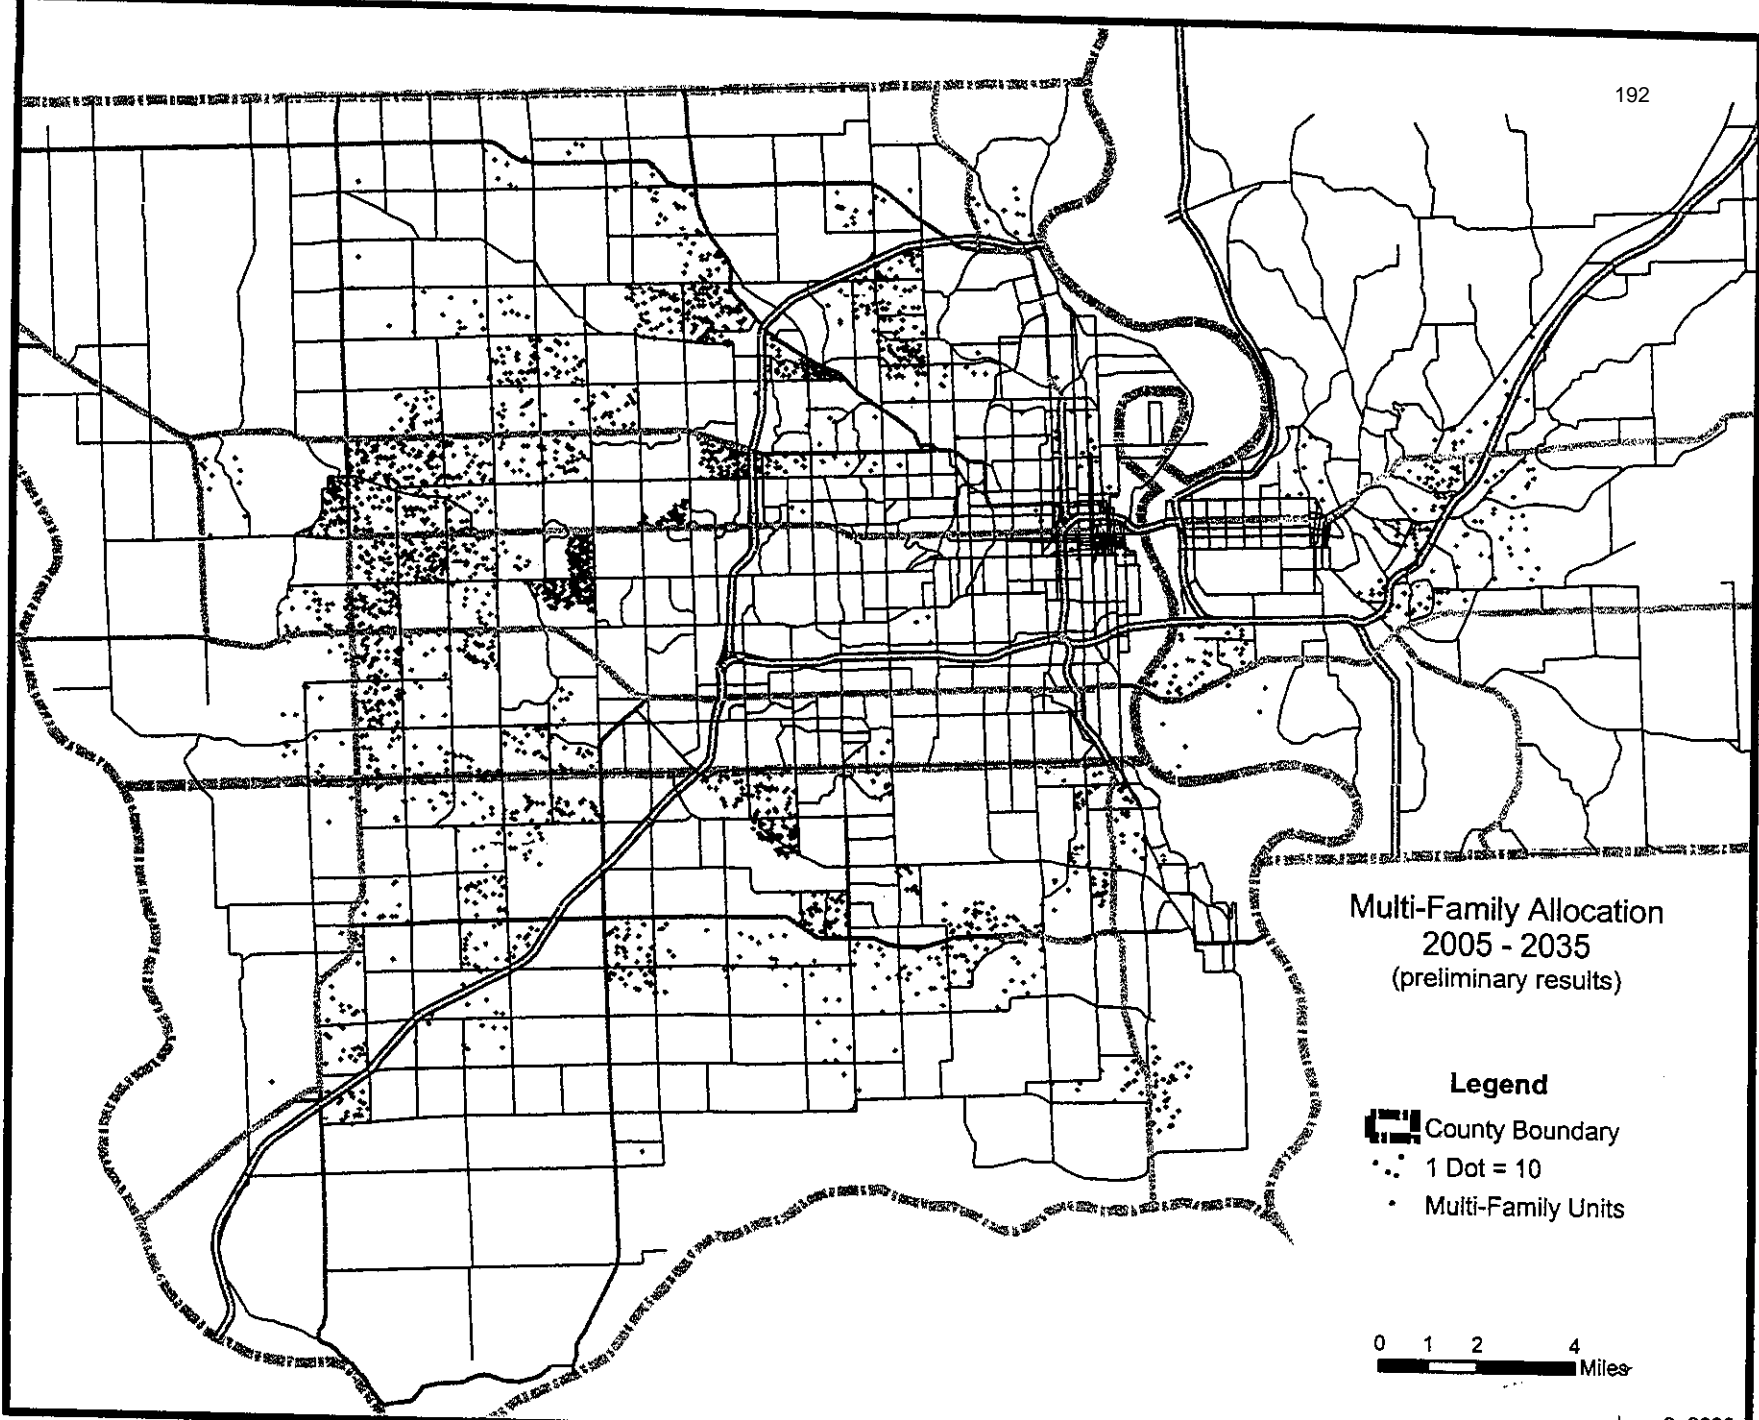 192
Multi-Family Allocation
2005 - 2035
(preliminary results)
Legend
County Boundary
1 Dot = 10
Multi-Family Units
0 1 2 4
Miles